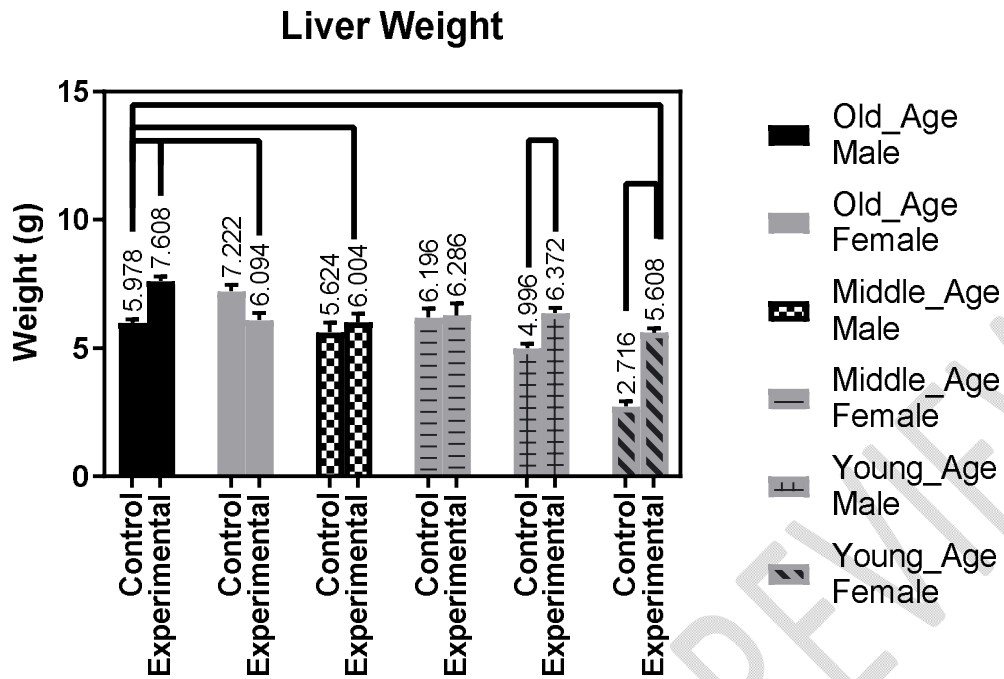 Liver Weight
Weight (g)
15
10
5
0
5.978
7.608
7.222
6.094
5.624
6.004
6.196
6.286
4.996
6.372
2.716
5.608
Control
Experimental
Control
Experimental
Control
Experimental
Control
Experimental
Control
Experimental
Control
Experimental
Old_Age
Male
Old_Age
Female
Middle_Age
Male
Middle_Age
Female
Young_Age
Male
Young_Age
Female